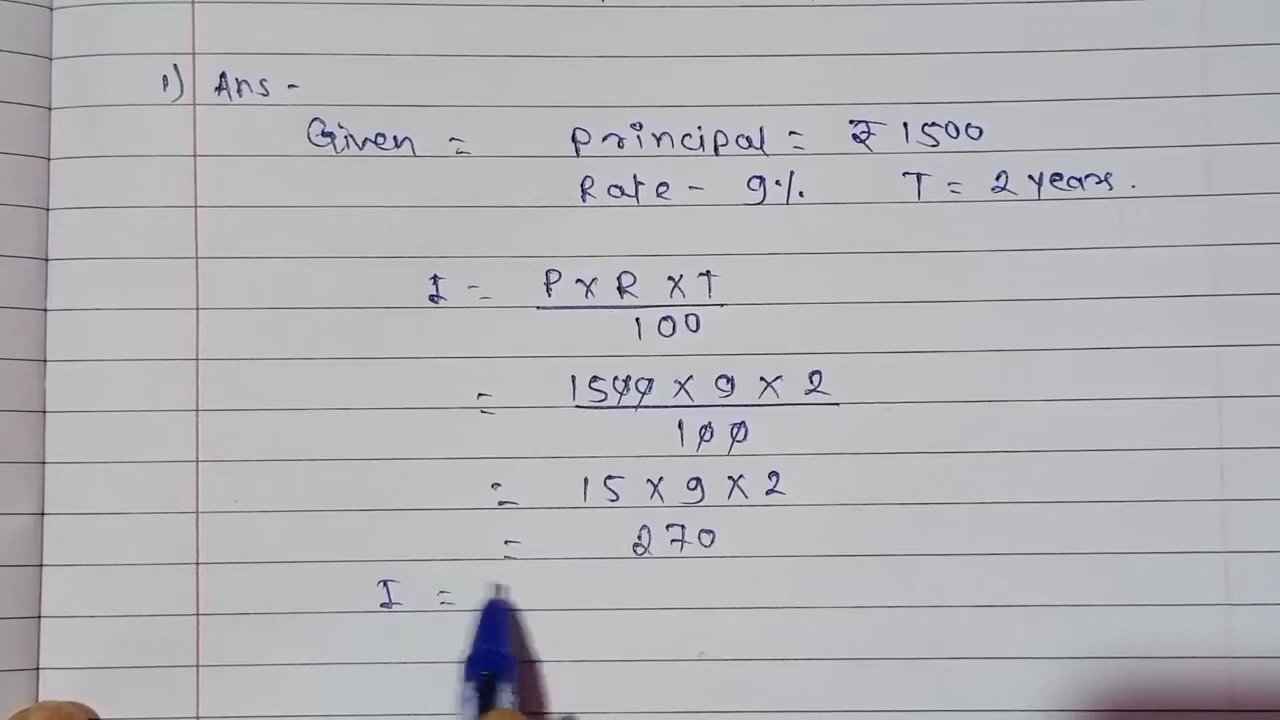 1) Ans -
Given = Principal = ₹ 1500
Rate - 9% T = 2 years.
I = P x R x T
100
= 1500 x 9 x 2
100
= 15 x 9 x 2
= 270
I =